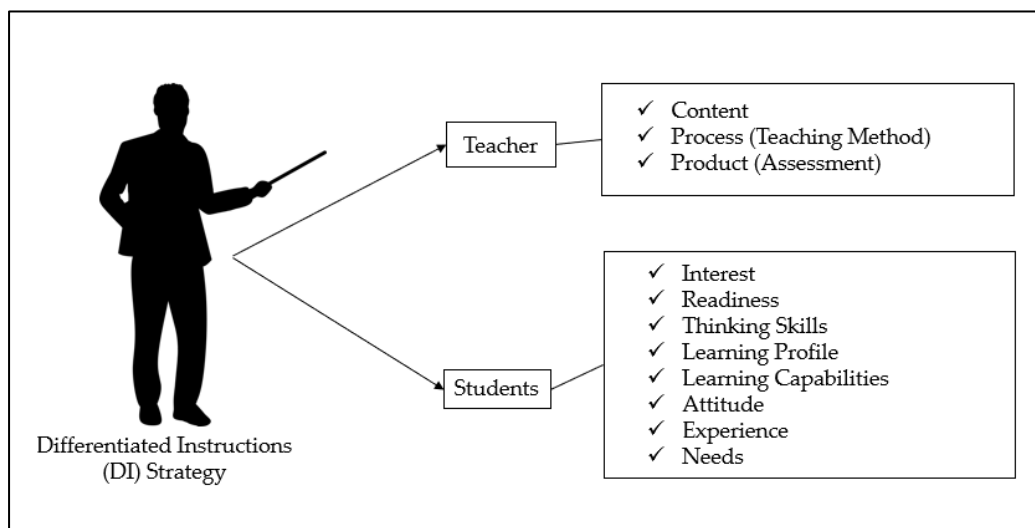 Teacher
✓ Content
✓ Process (Teaching Method)
✓ Product (Assessment)
Students
✓ Interest
✓ Readiness
✓ Thinking Skills
✓ Learning Profile
✓ Learning Capabilities
✓ Attitude
✓ Experience
✓ Needs
Differentiated Instructions
(DI) Strategy